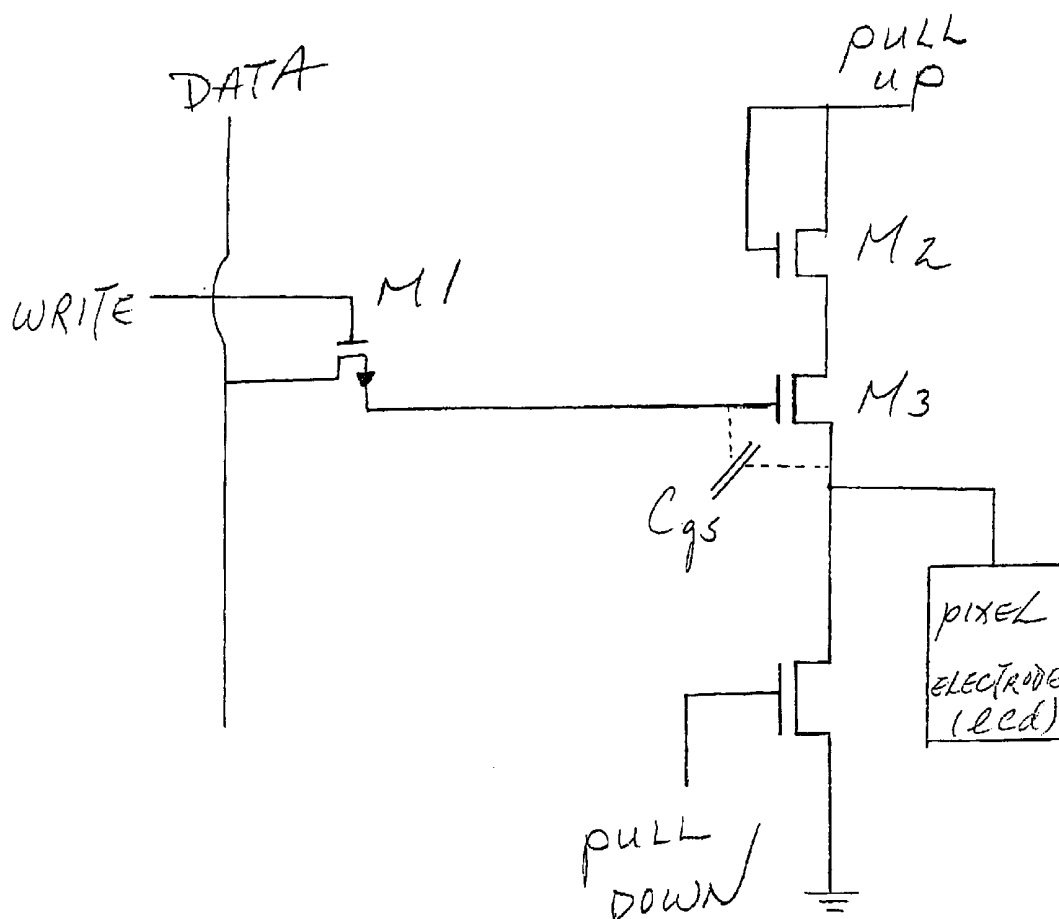 DATA
PULL
UP
M2
M1
WRITE
M3
Cgs
PIXEL
ELECTRODE
(lcd)
PULL
DOWN